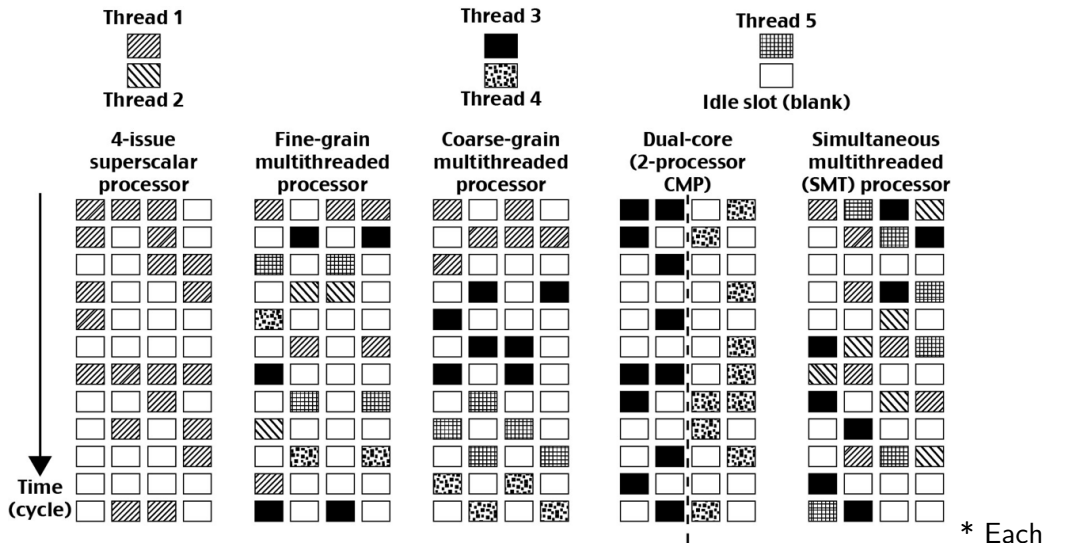 Thread 1
Thread 2
Thread 3
Thread 4
Thread 5
Idle slot (blank)
4-issue
superscalar
processor
Fine-grain
multithreaded
processor
Coarse-grain
multithreaded
processor
Dual-core
(2-processor
CMP)
Simultaneous
multithreaded
(SMT) processor
Time
(cycle)
* Each